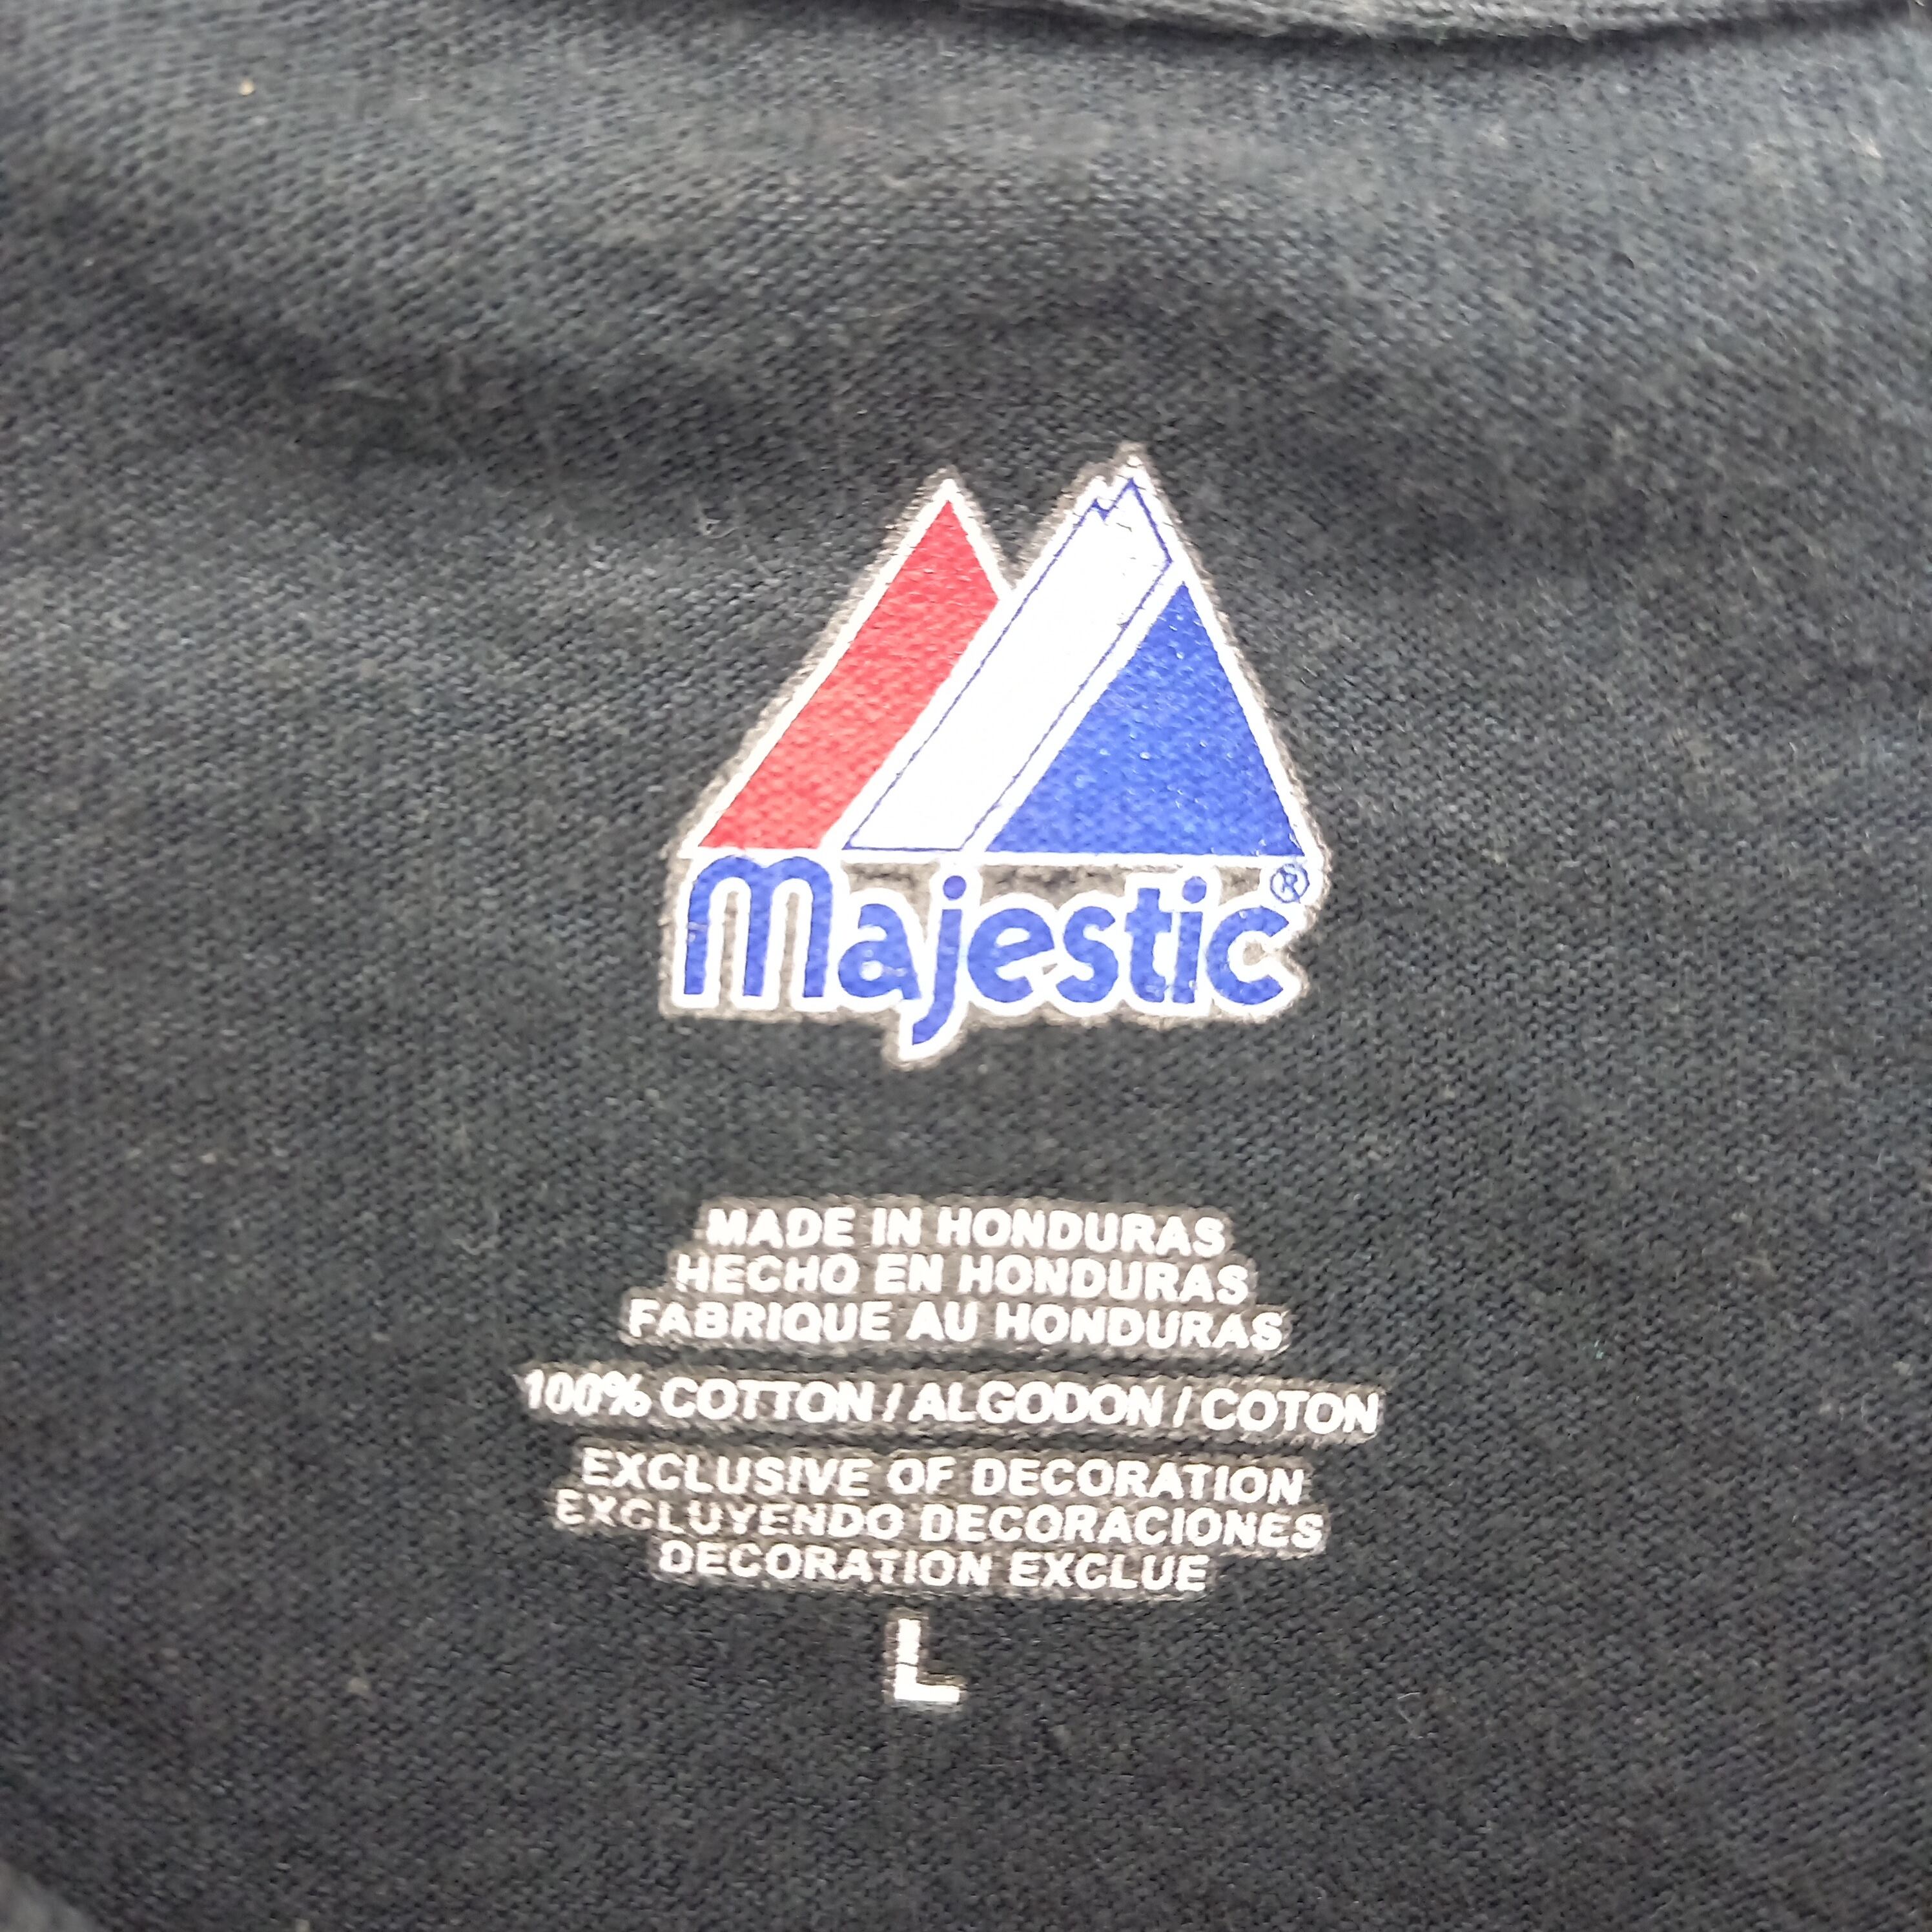 Majestic®
MADE IN HONDURAS
HECHO EN HONDURAS
FABRIQUE AU HONDURAS
100% COTTON / ALGODON / COTON
EXCLUSIVE OF DECORATION
EXCLUYENDO DECORACIONES
DECORATION EXCLUE
L